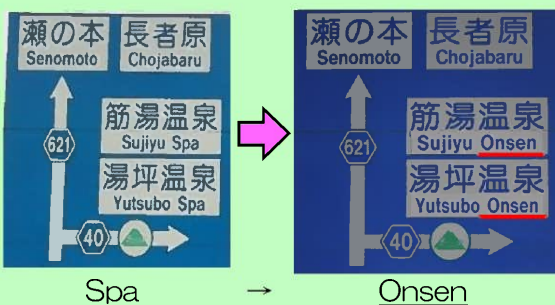 瀬の本
Senomoto
長者原
Chojabaru
621
筋湯温泉
Sujiyu Spa
湯坪温泉
Yutsubo Spa
40
瀬の本
Senomoto
長者原
Chojabaru
621
筋湯温泉
Sujiyu Onsen
湯坪温泉
Yutsubo Onsen
40
Spa → Onsen